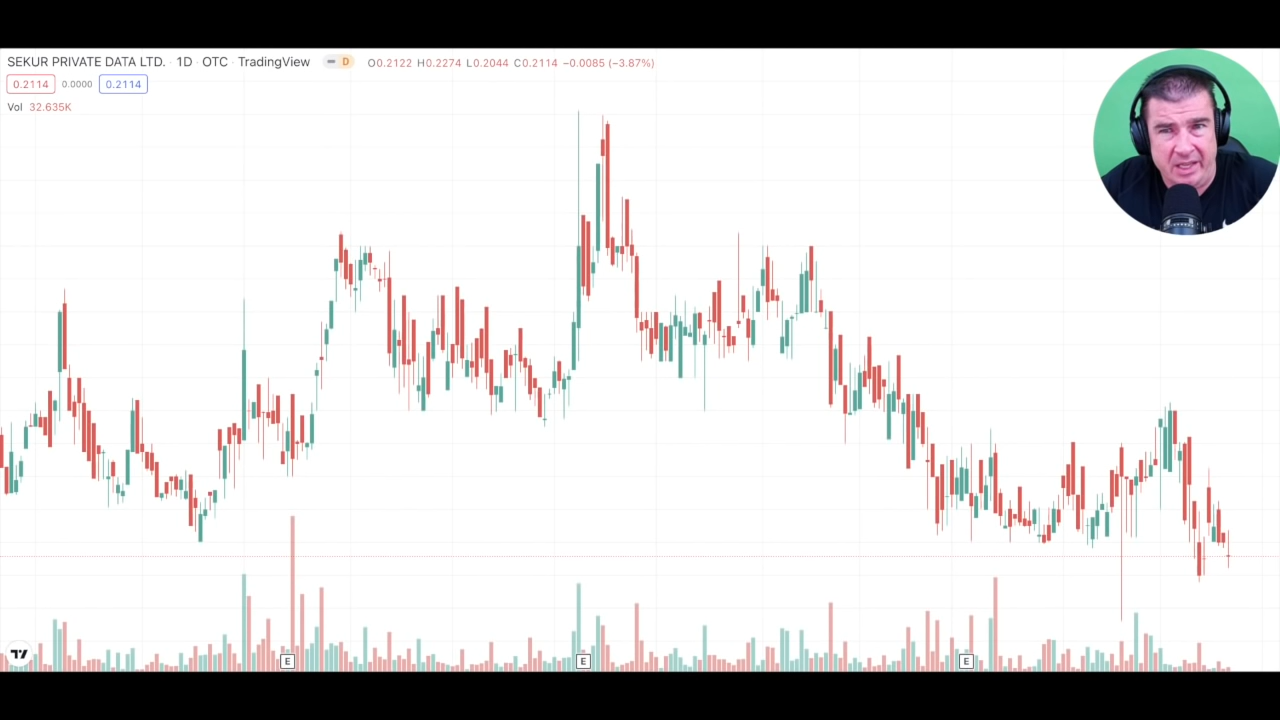 SEKUR PRIVATE DATA LTD. · 1D · OTC · TradingView D O0.2122 H0.2274 L0.2044 C0.2114 −0.0085 (−3.87%)
0.2114 0.0000 0.2114
Vol 32.635K
E E E